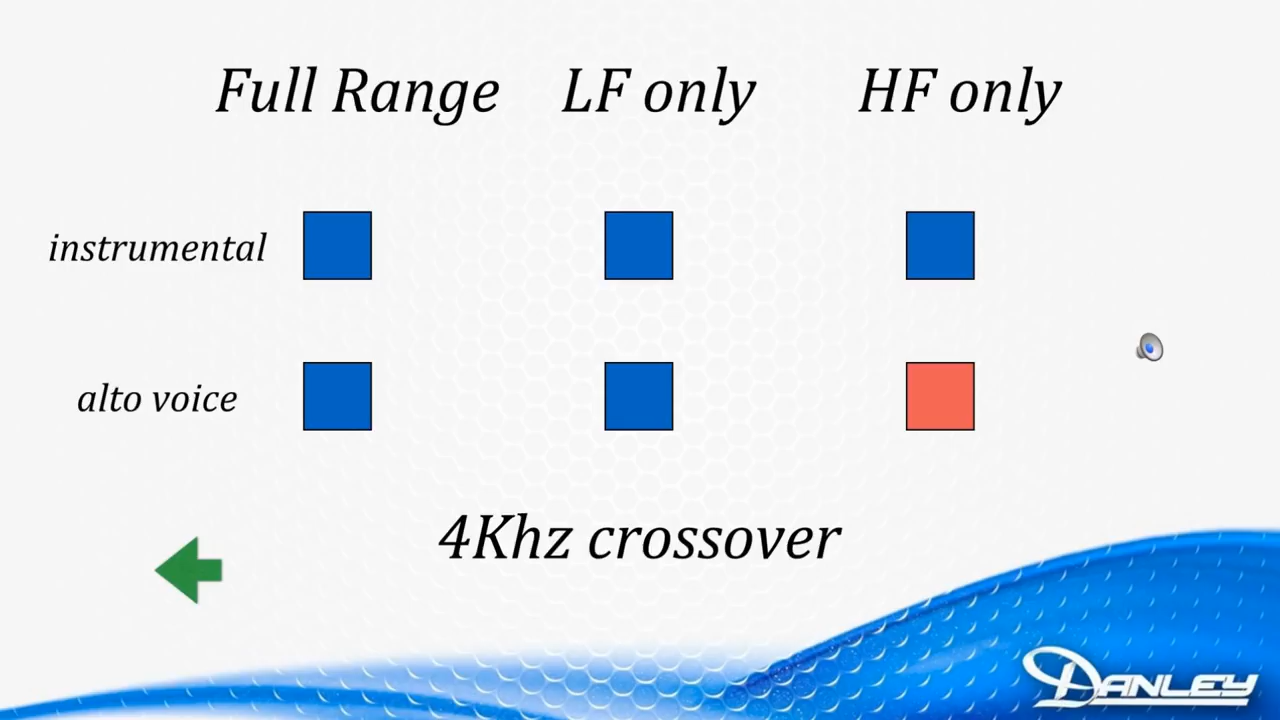 Full Range LF only HF only
instrumental
alto voice
4Khz crossover
DANLEY